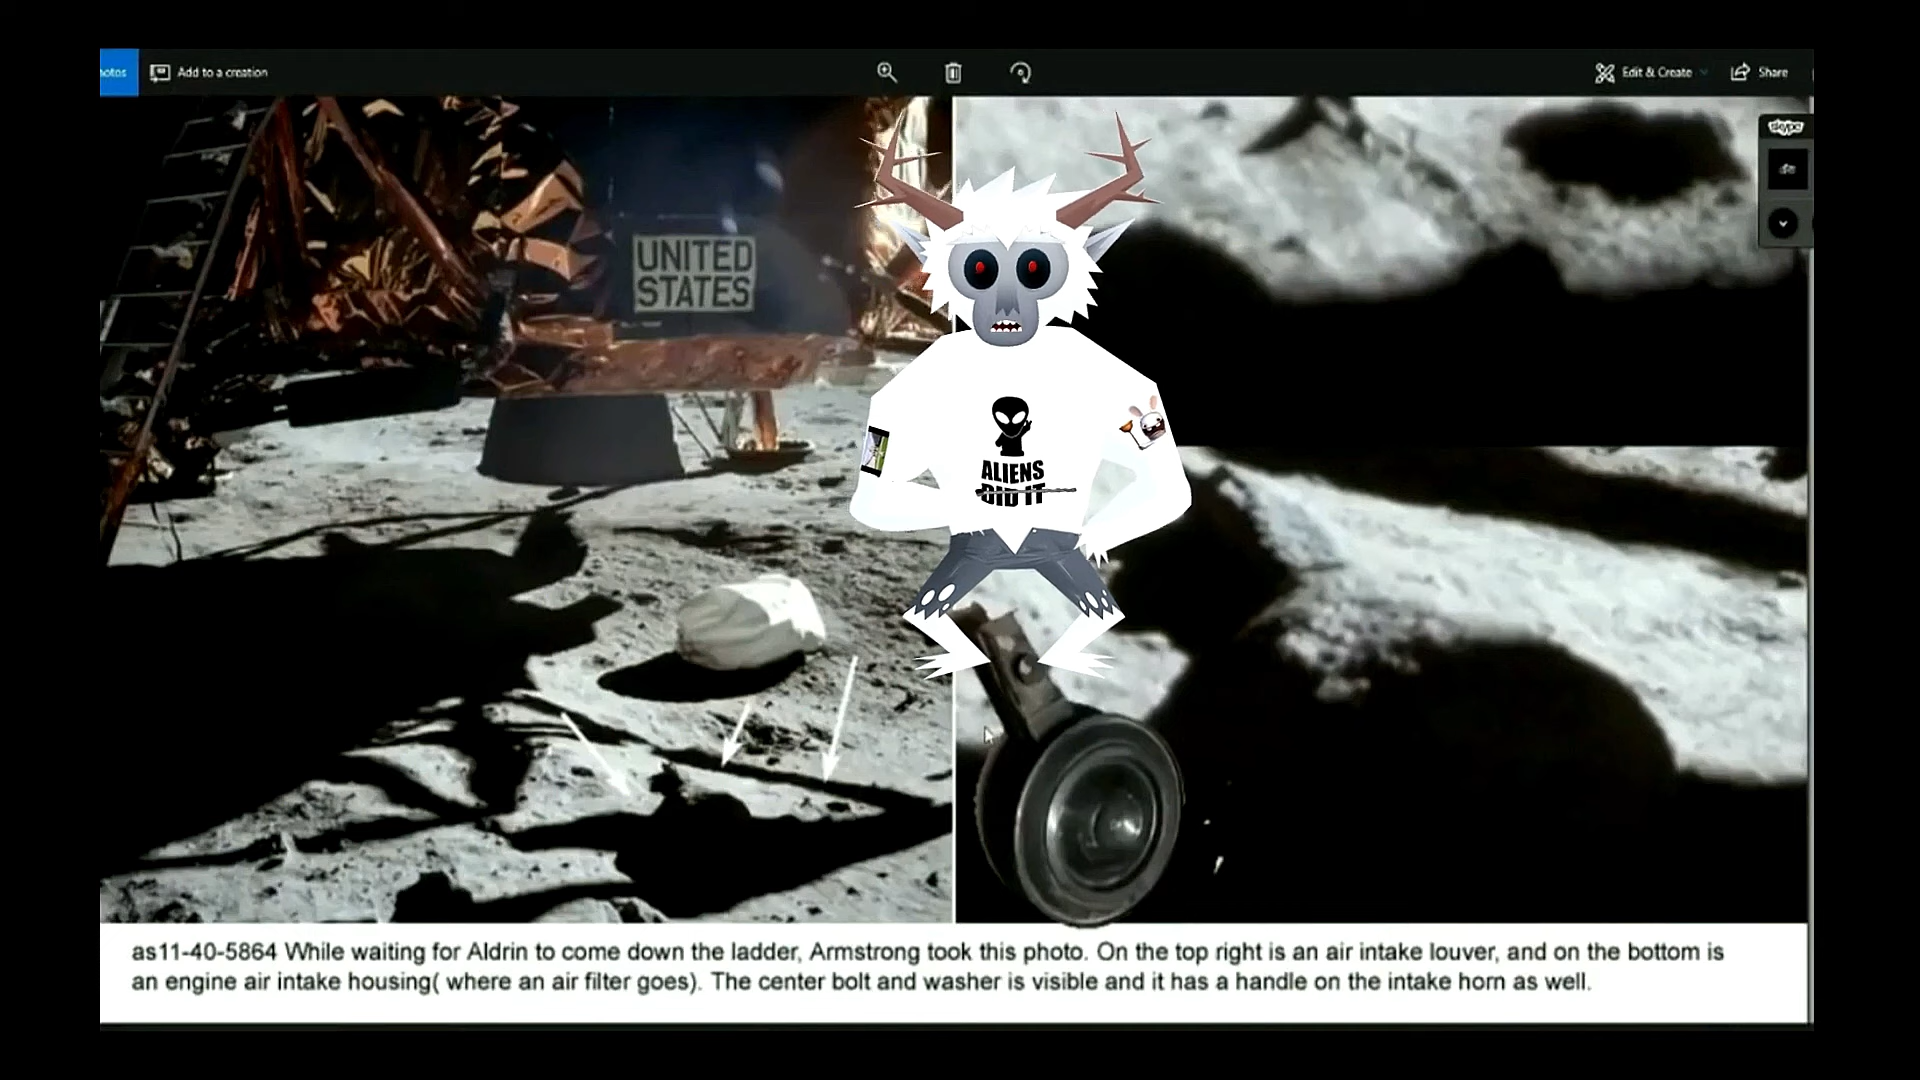 otos
Add to a creation
Edit & Create
Share
skype
UNITED
STATES
ALIENS
DID IT
as11-40-5864 While waiting for Aldrin to come down the ladder, Armstrong took this photo. On the top right is an air intake louver, and on the bottom is
an engine air intake housing( where an air filter goes). The center bolt and washer is visible and it has a handle on the intake horn as well.